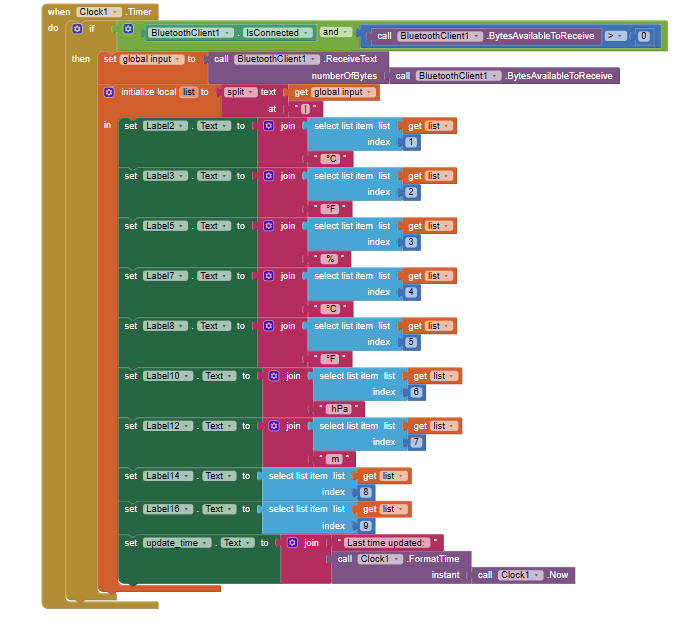 when Clock1 .Timer
do if BluetoothClient1 . IsConnected and call BluetoothClient1 .BytesAvailableToReceive > 0
then set global input to call BluetoothClient1 .ReceiveText
numberOfBytes call BluetoothClient1 .BytesAvailableToReceive
initialize local list to split text get global input
at " | "
in set Label2 . Text to join select list item list get list
index 1
" °C "
set Label3 . Text to join select list item list get list
index 2
" °F "
set Label5 . Text to join select list item list get list
index 3
" % "
set Label7 . Text to join select list item list get list
index 4
" °C "
set Label8 . Text to join select list item list get list
index 5
" °F "
set Label10 . Text to join select list item list get list
index 6
" hPa "
set Label12 . Text to join select list item list get list
index 7
" m "
set Label14 . Text to select list item list get list
index 8
set Label16 . Text to select list item list get list
index 9
set update_time . Text to join " Last time updated: "
call Clock1 .FormatTime
instant call Clock1 .Now